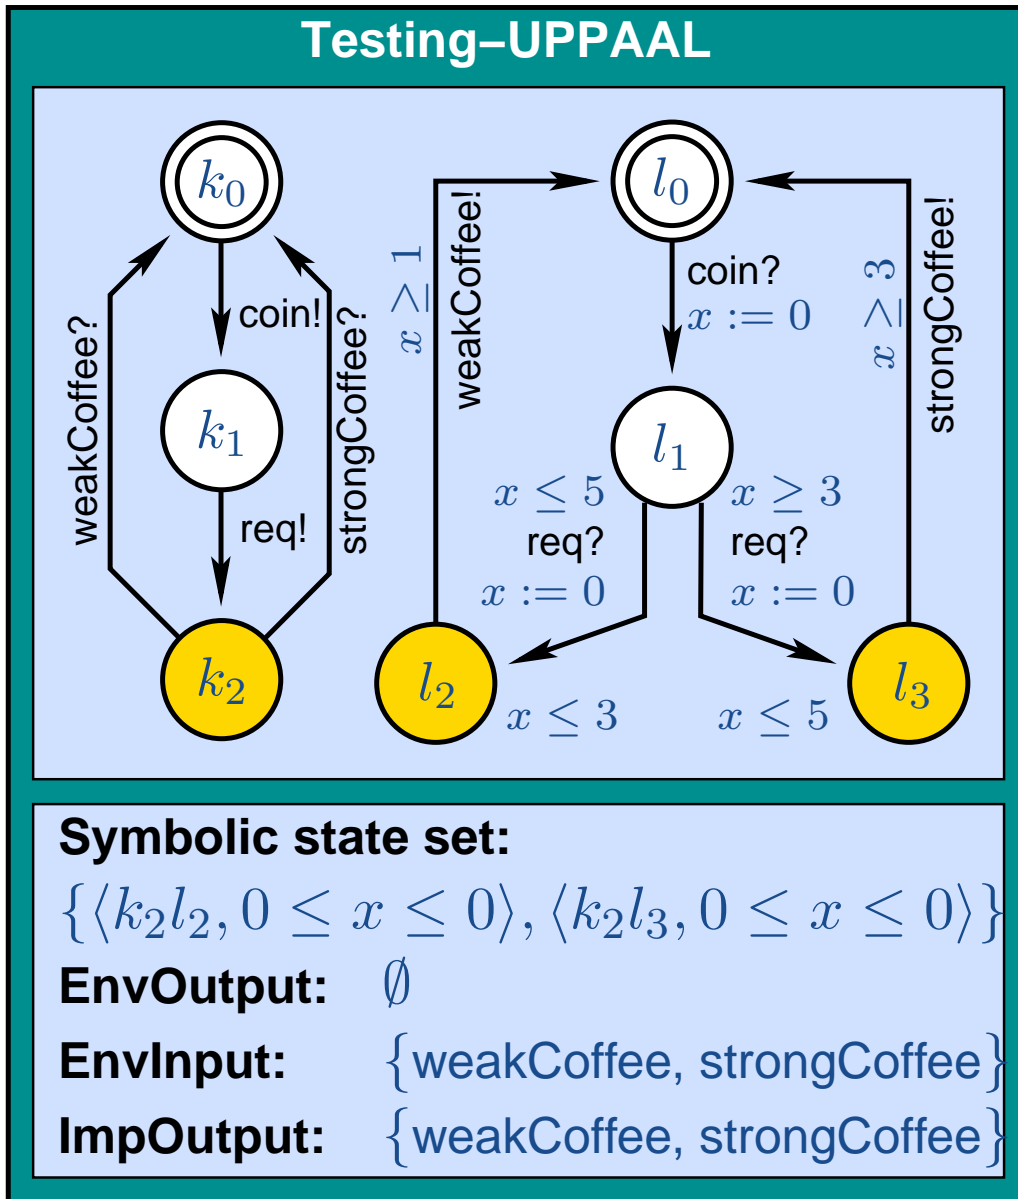 Testing–UPPAAL
k₀
coin!
k₁
req!
k₂
weakCoffee?
strongCoffee?
l₀
coin?
x := 0
l₁
x ≤ 5
req?
x := 0
x ≥ 3
req?
x := 0
x ≥ 1
weakCoffee!
x ≥ 3
strongCoffee!
l₂
x ≤ 3
x ≤ 5
l₃
Symbolic state set:
{⟨k₂l₂, 0 ≤ x ≤ 0⟩, ⟨k₂l₃, 0 ≤ x ≤ 0⟩}
EnvOutput: ∅
EnvInput: {weakCoffee, strongCoffee}
ImpOutput: {weakCoffee, strongCoffee}